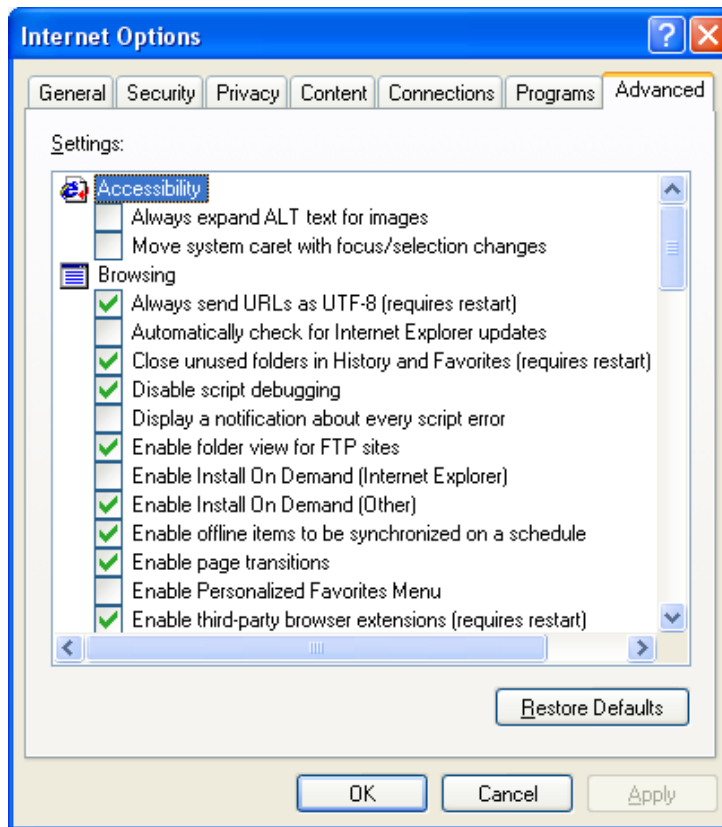 Internet Options
General Security Privacy Content Connections Programs Advanced
Settings:
Accessibility
Always expand ALT text for images
Move system caret with focus/selection changes
Browsing
Always send URLs as UTF-8 (requires restart)
Automatically check for Internet Explorer updates
Close unused folders in History and Favorites (requires restart)
Disable script debugging
Display a notification about every script error
Enable folder view for FTP sites
Enable Install On Demand (Internet Explorer)
Enable Install On Demand (Other)
Enable offline items to be synchronized on a schedule
Enable page transitions
Enable Personalized Favorites Menu
Enable third-party browser extensions (requires restart)
Restore Defaults
OK Cancel Apply